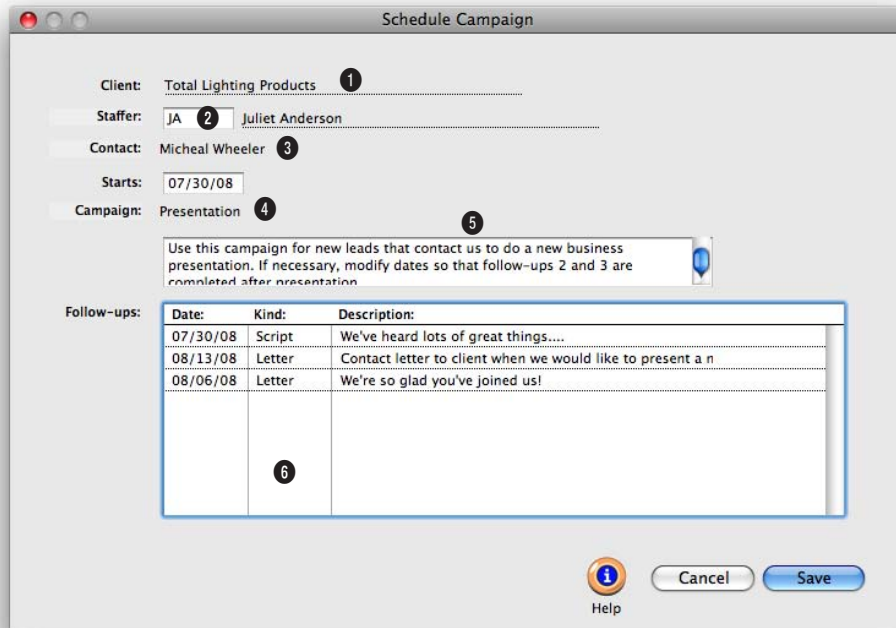 Schedule Campaign
Client: Total Lighting Products 1
Staffer: JA 2 Juliet Anderson
Contact: Micheal Wheeler 3
Starts: 07/30/08
Campaign: Presentation 4
5
Use this campaign for new leads that contact us to do a new business
presentation. If necessary, modify dates so that follow-ups 2 and 3 are
completed after presentation
Follow-ups: Date: Kind: Description:
07/30/08 Script We've heard lots of great things....
08/13/08 Letter Contact letter to client when we would like to present a n
08/06/08 Letter We're so glad you've joined us!
6
Help Cancel Save